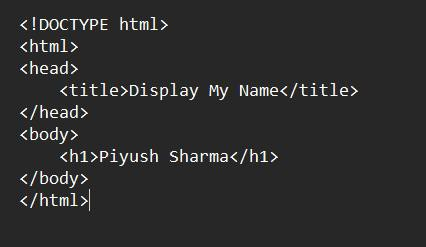 <!DOCTYPE html>
<html>
<head>
    <title>Display My Name</title>
</head>
<body>
    <h1>Piyush Sharma</h1>
</body>
</html>